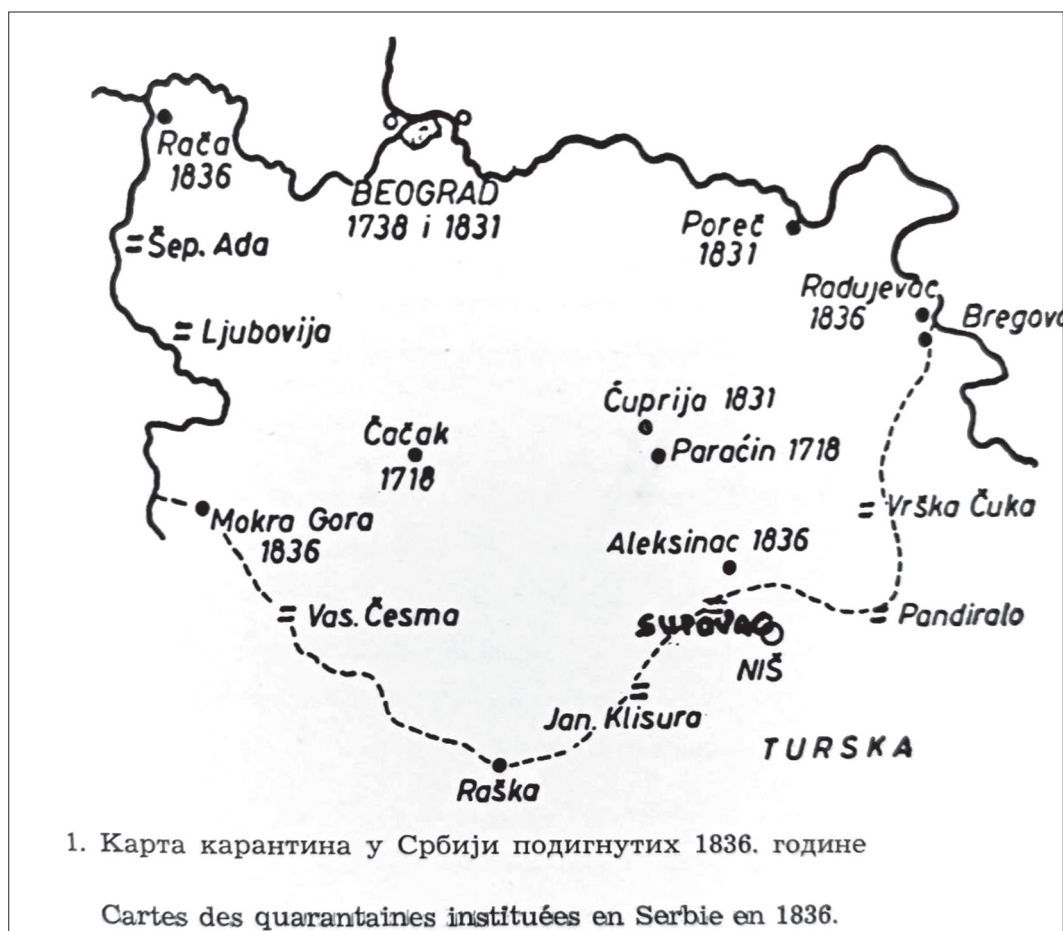 Rača
1836
BEOGRAD
1738 i 1831
Poreč
1831
Šep. Ada
Radujevac
1836
Bregova
Ljubovija
Čuprija 1831
Čačak
1718
Paraćin 1718
Vrška Čuka
Mokra Gora
1836
Aleksinac 1836
Vas. Česma
Pandiralo
Supovac
NIŠ
Jan. Klisura
TURSKA
Raška
1. Карта карантина у Србији подигнутих 1836. године
Cartes des quarantaines instituées en Serbie en 1836.